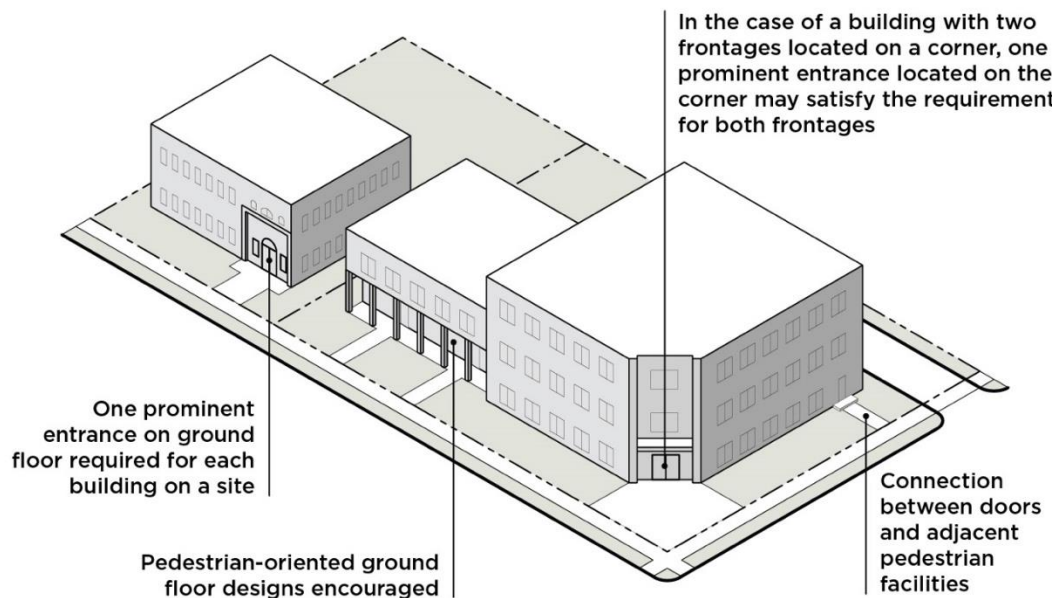 In the case of a building with two
frontages located on a corner, one
prominent entrance located on the
corner may satisfy the requirement
for both frontages
One prominent
entrance on ground
floor required for each
building on a site
Pedestrian-oriented ground
floor designs encouraged
Connection
between doors
and adjacent
pedestrian
facilities